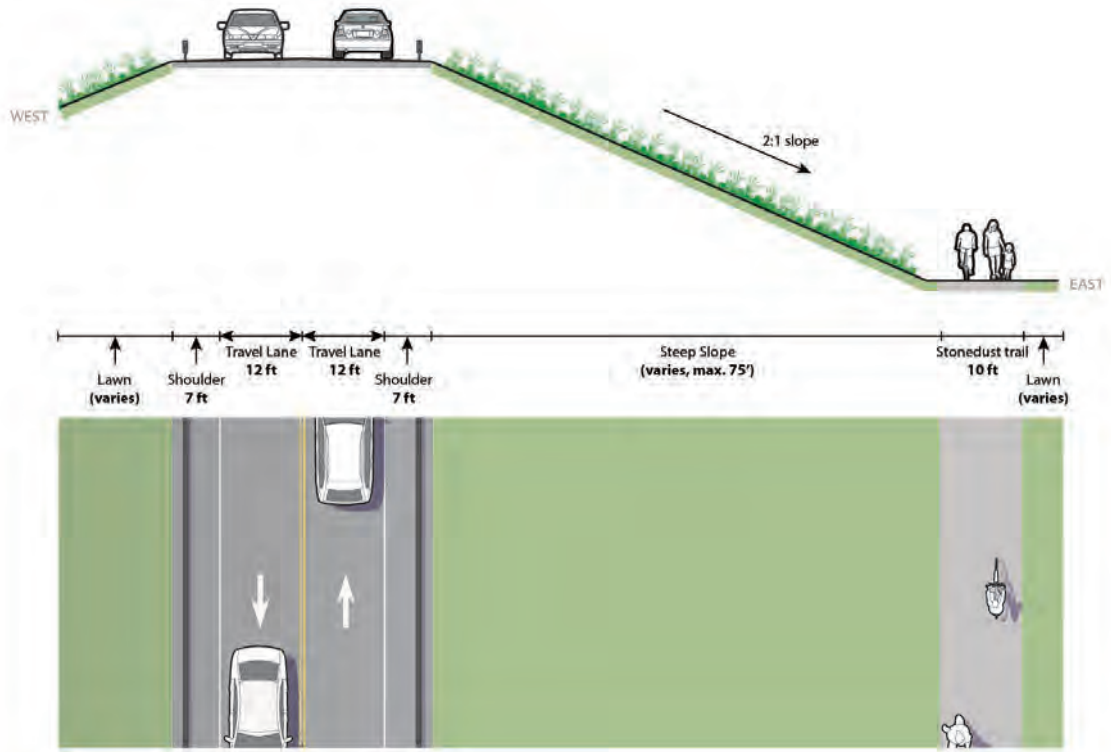 WEST
2:1 slope
EAST
Lawn
(varies)
Shoulder
7 ft
Travel Lane
12 ft
Travel Lane
12 ft
Shoulder
7 ft
Steep Slope
(varies, max. 75')
Stonedust trail
10 ft
Lawn
(varies)